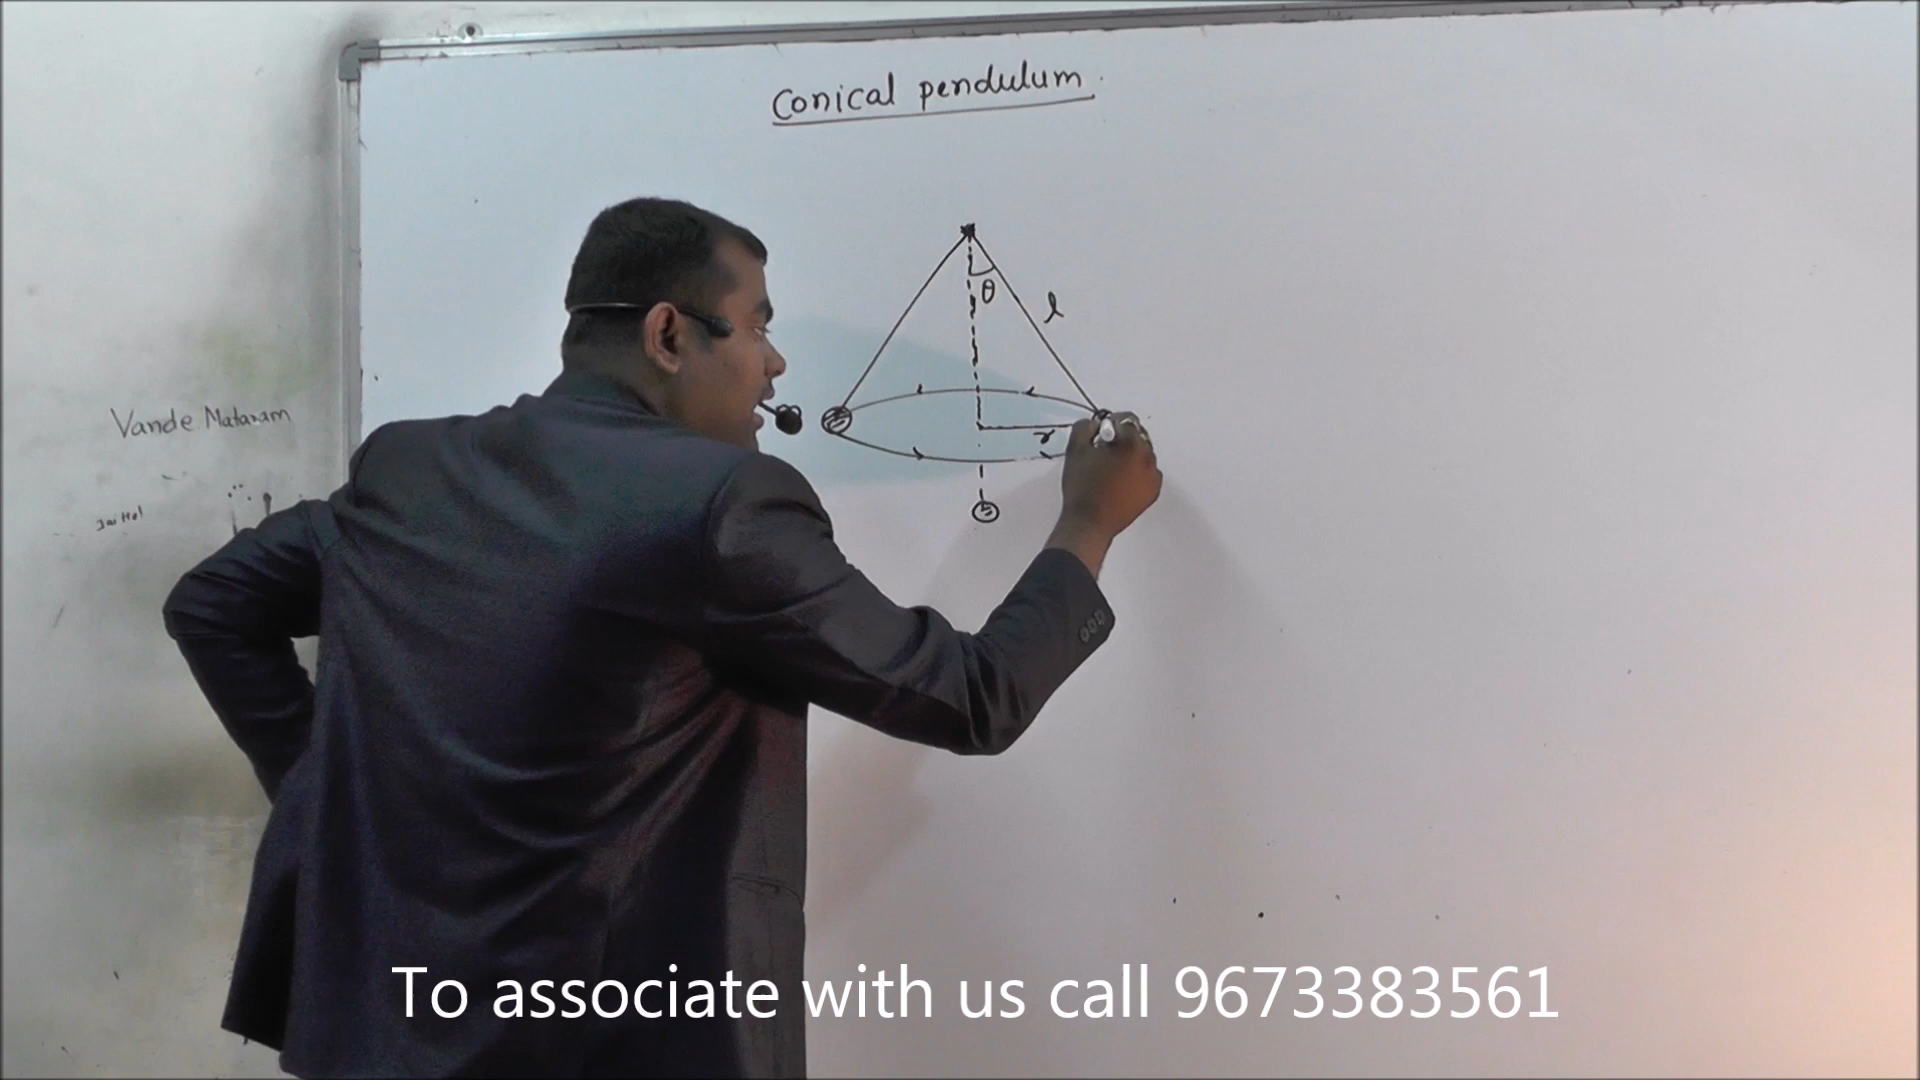 Conical pendulum
θ
l
r
Vande Mataram
To associate with us call 9673383561